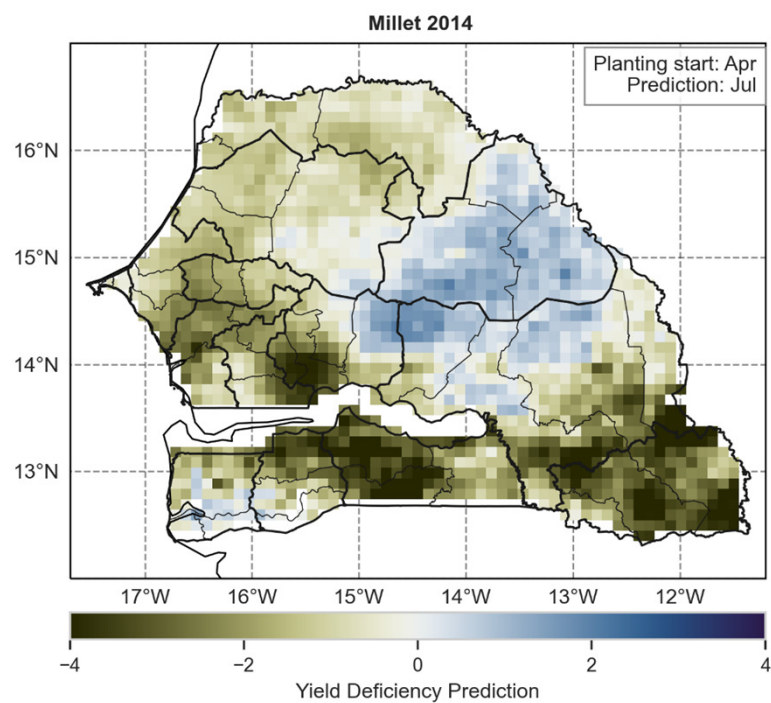 Millet 2014
Planting start: Apr
Prediction: Jul
16°N
15°N
14°N
13°N
17°W 16°W 15°W 14°W 13°W 12°W
−4 −2 0 2 4
Yield Deficiency Prediction